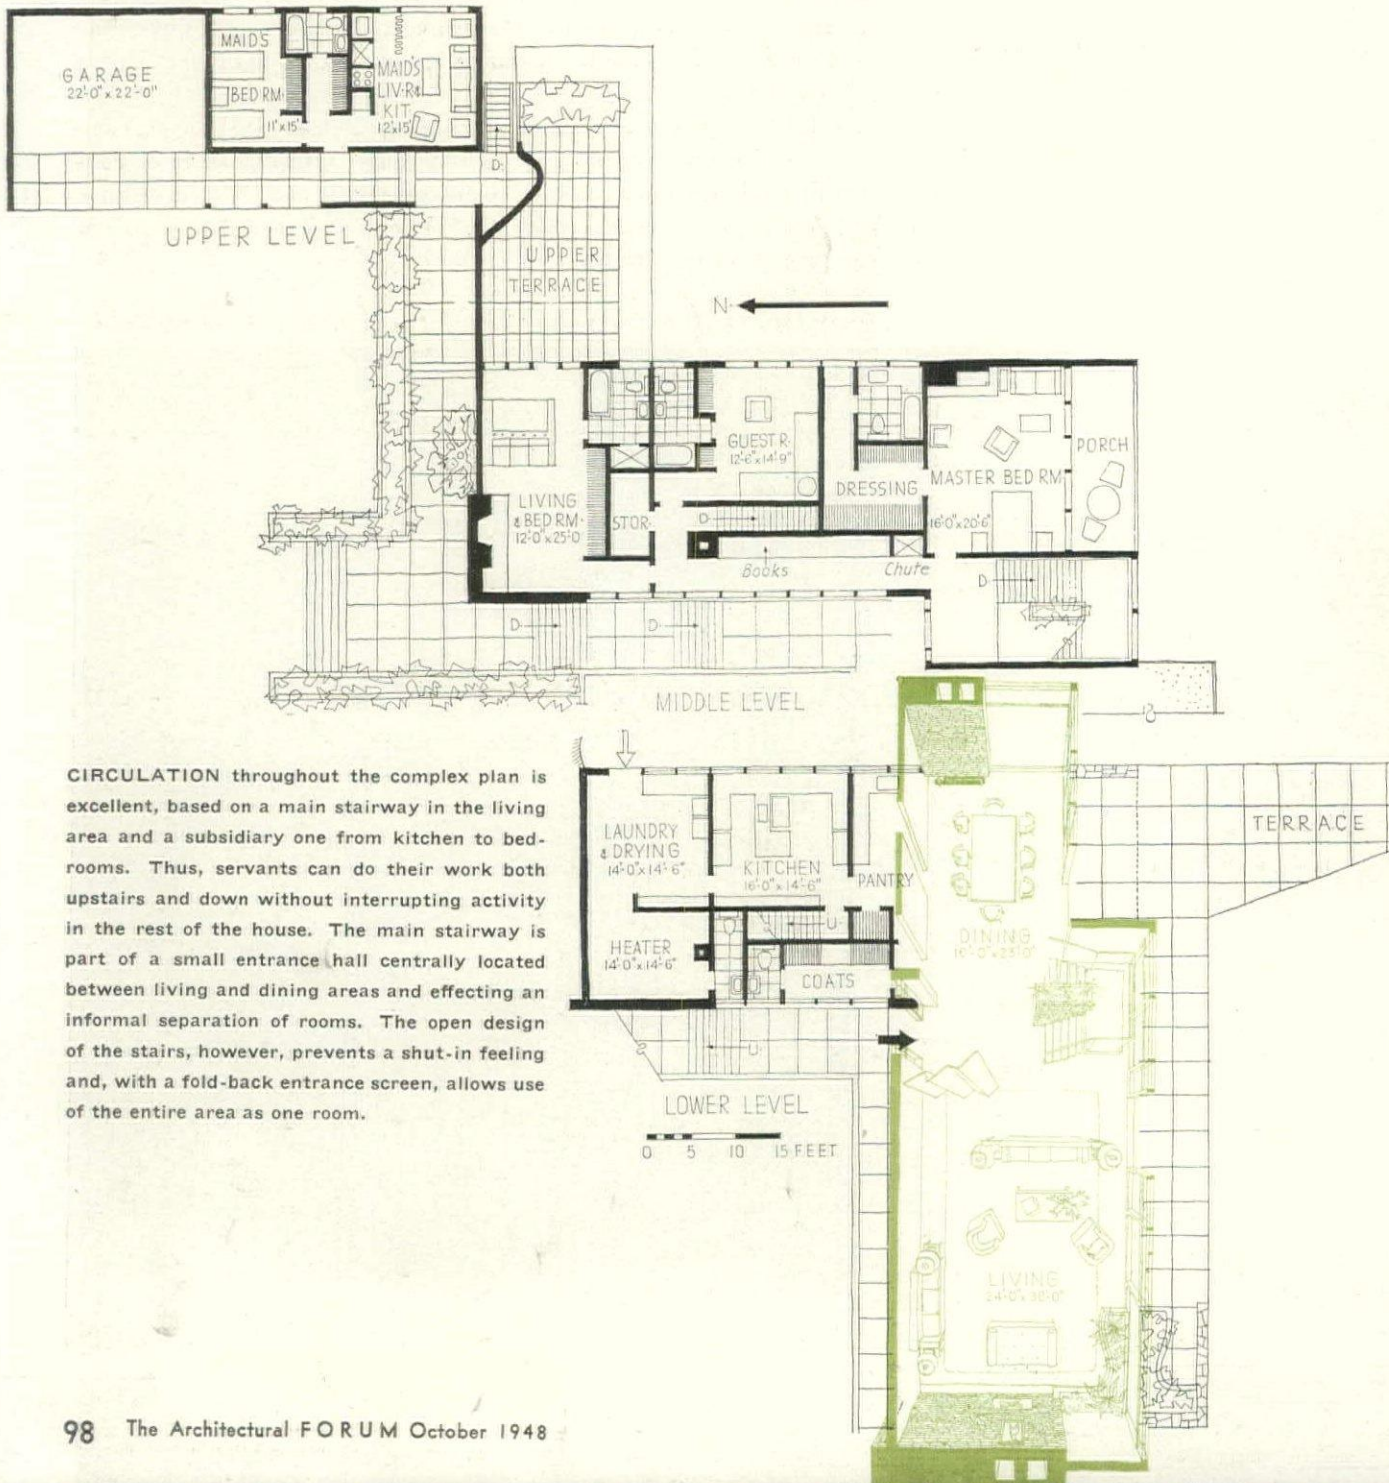 GARAGE
22'-0" x 22'-0"
MAID'S
BED RM.
11' x 15'
MAID'S
LIV. R. &
KIT.
12' x 15'
D.
UPPER LEVEL
UPPER
TERRACE
N.
LIVING
& BED RM.
12'-0" x 25'-0
STOR.
GUEST R.
12'-6" x 14'-9"
D
DRESSING
MASTER BED RM
16'-0" x 20'-6"
PORCH
Books
Chute
D
D
D
MIDDLE LEVEL
CIRCULATION throughout the complex plan is
excellent, based on a main stairway in the living
area and a subsidiary one from kitchen to bed-
rooms. Thus, servants can do their work both
upstairs and down without interrupting activity
in the rest of the house. The main stairway is
part of a small entrance hall centrally located
between living and dining areas and effecting an
informal separation of rooms. The open design
of the stairs, however, prevents a shut-in feeling
and, with a fold-back entrance screen, allows use
of the entire area as one room.
LAUNDRY
& DRYING
14'-0" x 14'-6"
KITCHEN
16'-0" x 14'-6"
PANTRY
TERRACE
HEATER
14'-0" x 14'-6"
U
COATS
DINING
U
LOWER LEVEL
0 5 10 15 FEET
LIVING
98 The Architectural FORUM October 1948